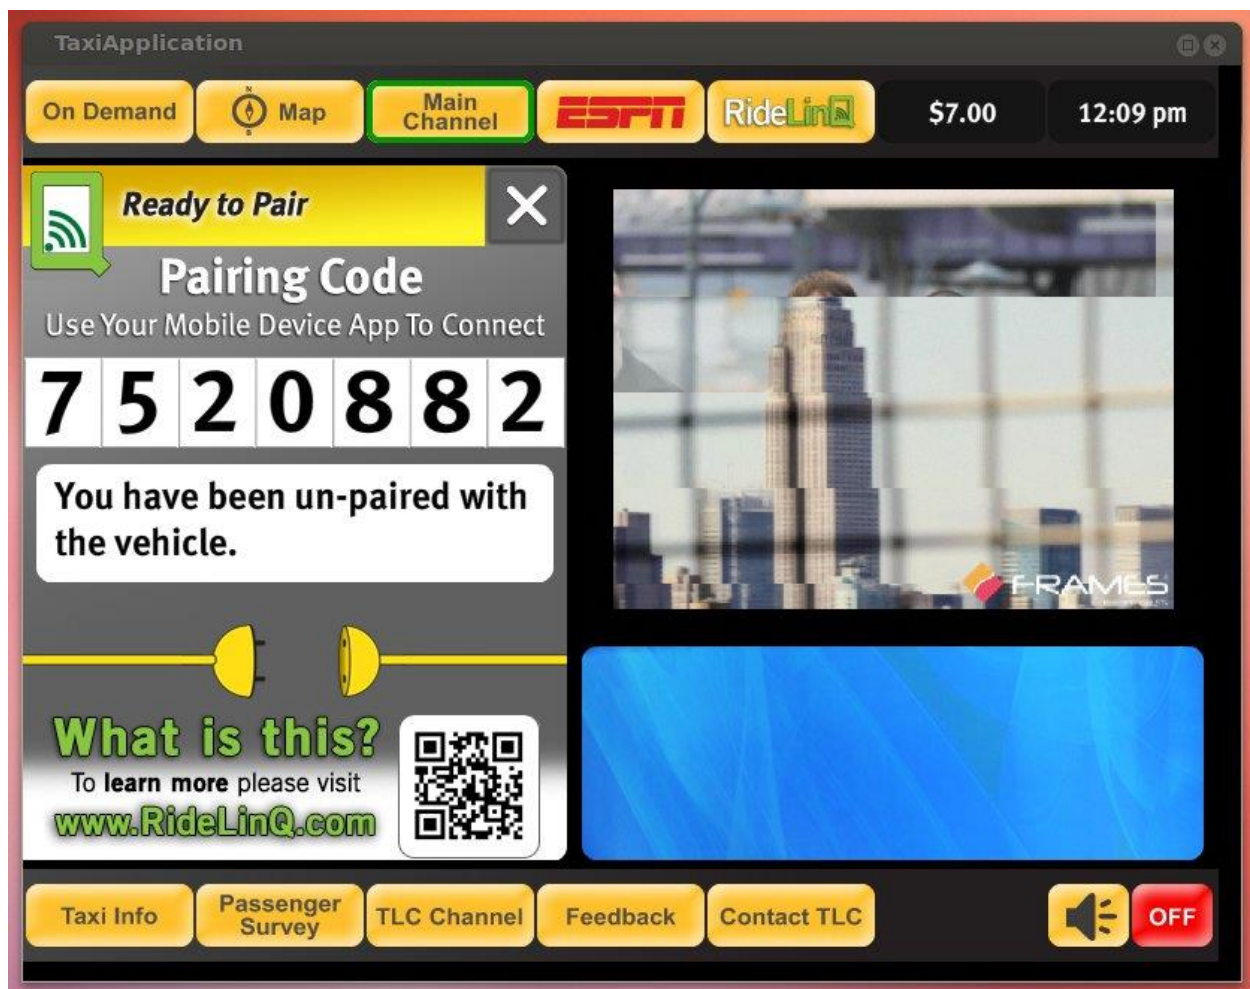 TaxiApplication
On Demand
N
S
Map
Main
Channel
ESPN
RideLinQ
$7.00
12:09 pm
Ready to Pair
Pairing Code
Use Your Mobile Device App To Connect
7 5 2 0 8 8 2
You have been un-paired with
the vehicle.
What is this?
To learn more please visit
www.RideLinQ.com
FRAMES
Taxi Info
Passenger
Survey
TLC Channel
Feedback
Contact TLC
OFF